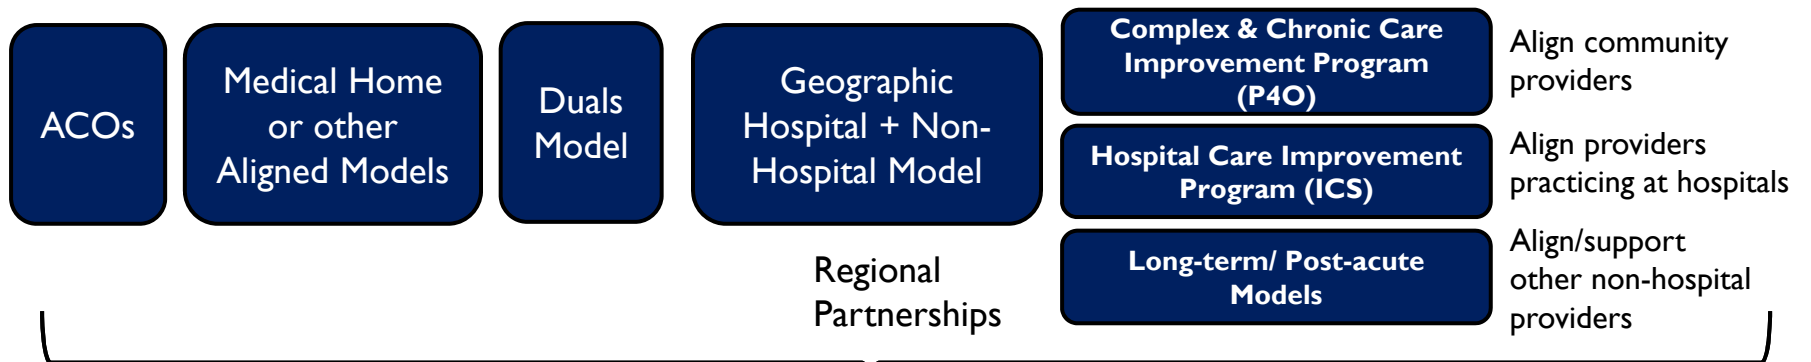 ACOs
Medical Home
or other
Aligned Models
Duals
Model
Geographic
Hospital + Non-
Hospital Model
Regional
Partnerships
Complex & Chronic Care
Improvement Program
(P4O)
Align community
providers
Hospital Care Improvement
Program (ICS)
Align providers
practicing at hospitals
Long-term/ Post-acute
Models
Align/support
other non-hospital
providers